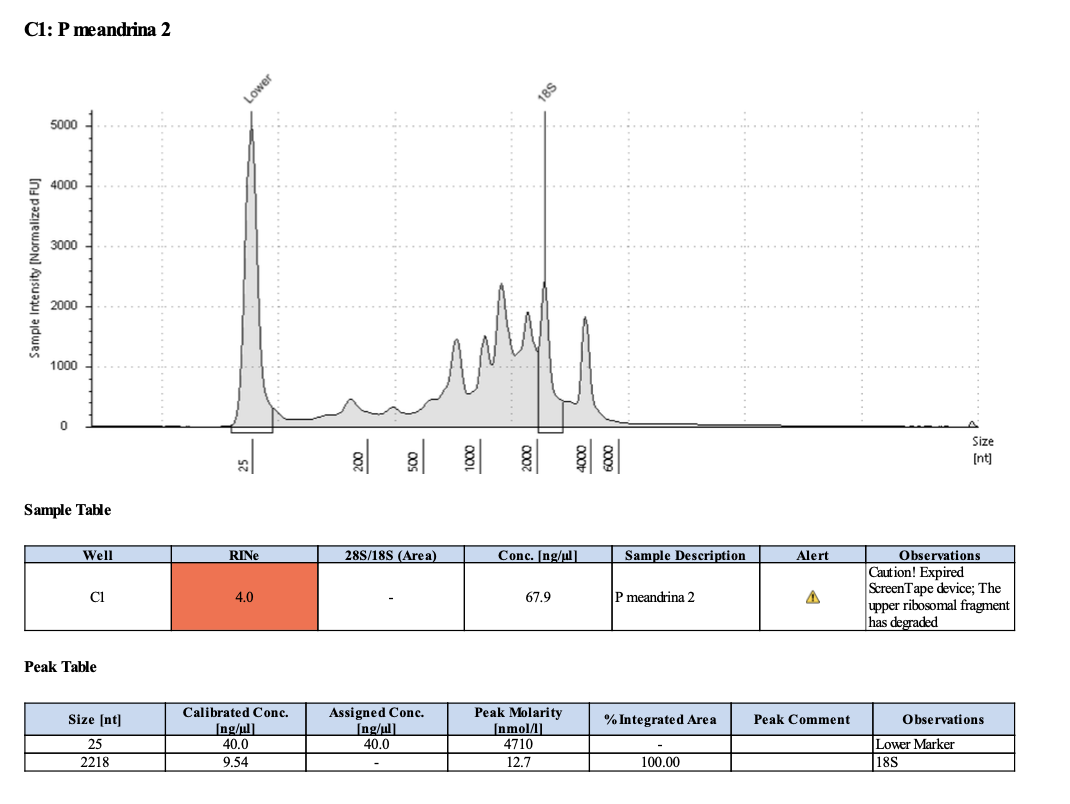 C1: P meandrina 2
Lower
18S
Sample Intensity [Normalized FU]
5000
4000
3000
2000
1000
0
25
200
500
1000
2000
4000
6000
Size
[nt]
Sample Table
Well RINe 28S/18S (Area) Conc. [ng/µl] Sample Description Alert Observations
C1 4.0 - 67.9 P meandrina 2 Caution! Expired
ScreenTape device; The
upper ribosomal fragment
has degraded
Peak Table
Size [nt] Calibrated Conc. [ng/µl] Assigned Conc. [ng/µl] Peak Molarity [nmol/l] % Integrated Area Peak Comment Observations
25 40.0 40.0 4710 - Lower Marker
2218 9.54 - 12.7 100.00 18S